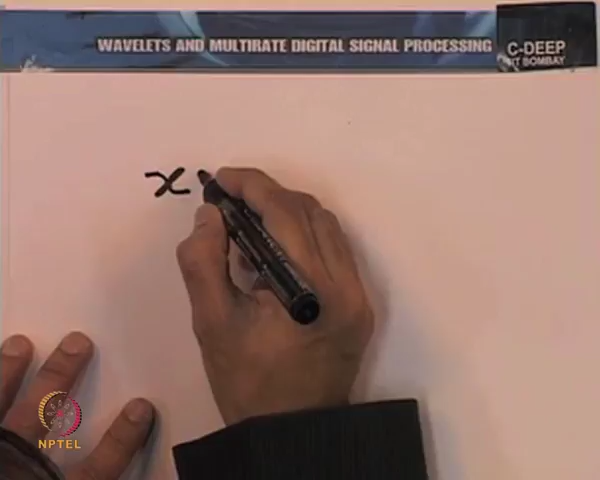 WAVELETS AND MULTIRATE DIGITAL SIGNAL PROCESSING
C-DEEP
IIT BOMBAY
x
NPTEL